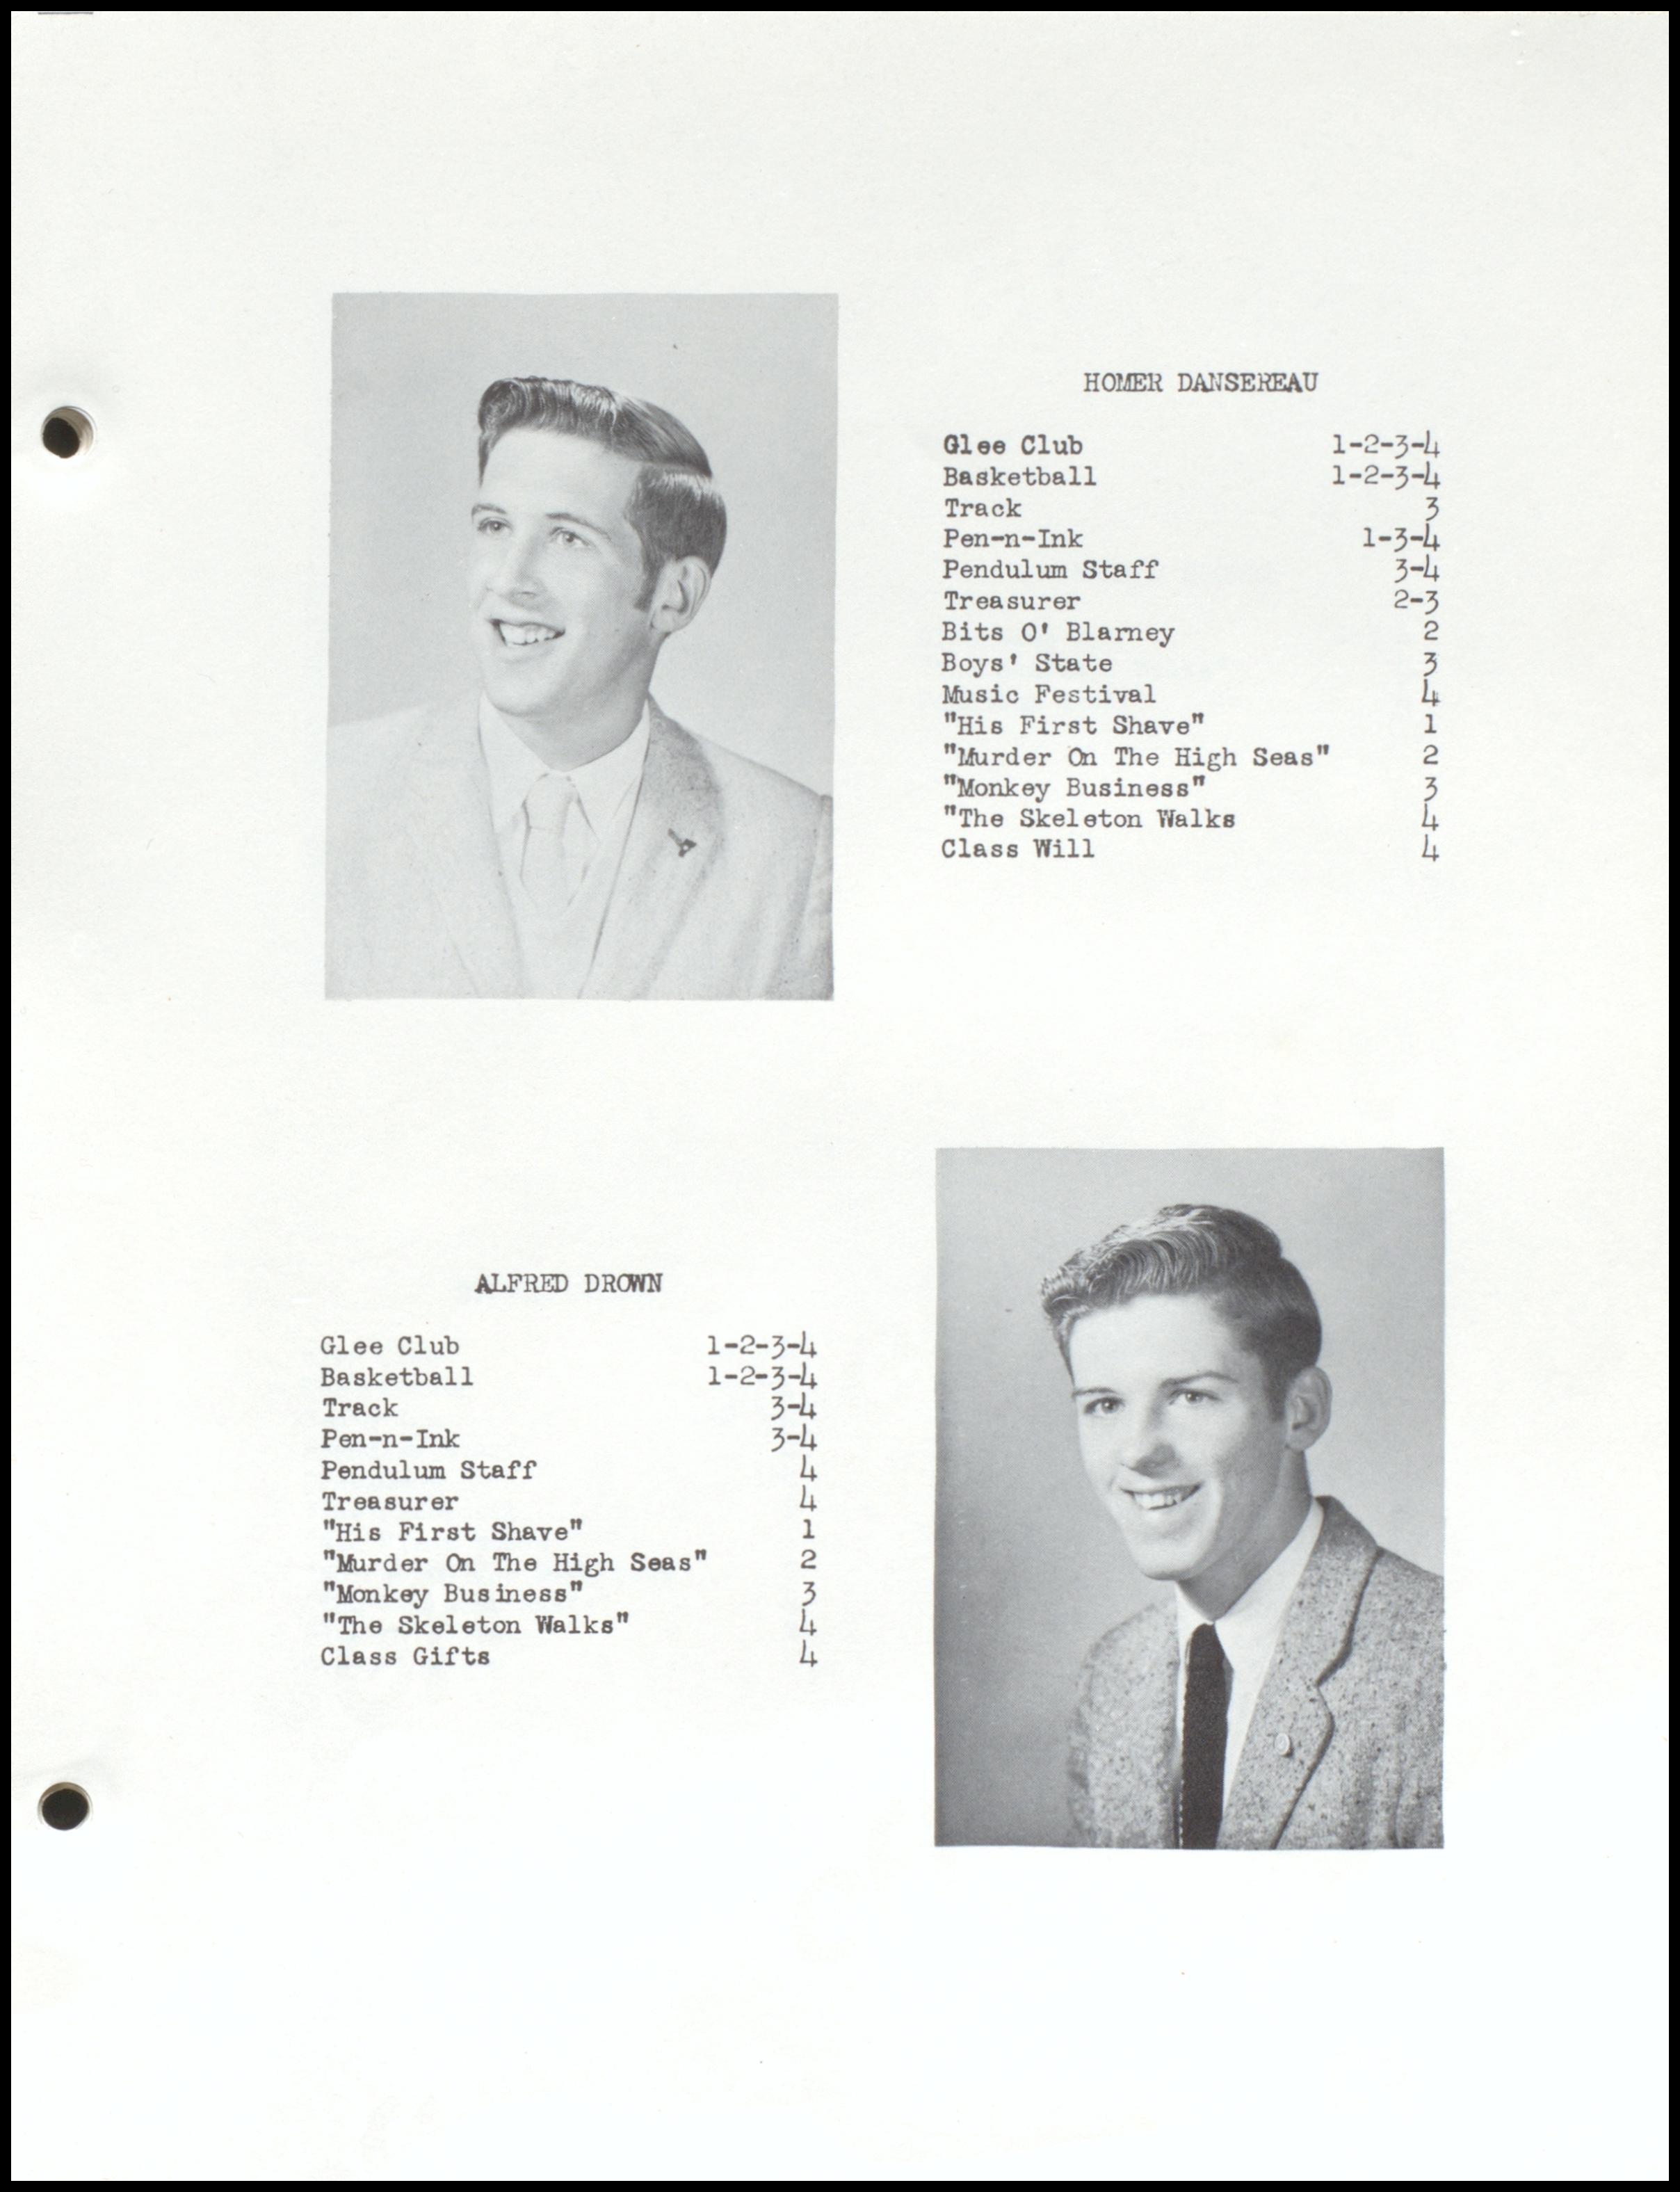 HOMER DANSEREAU
Glee Club 1-2-3-4
Basketball 1-2-3-4
Track 3
Pen-n-Ink 1-3-4
Pendulum Staff 3-4
Treasurer 2-3
Bits O' Blarney 2
Boys' State 3
Music Festival 4
"His First Shave" 1
"Murder On The High Seas" 2
"Monkey Business" 3
"The Skeleton Walks 4
Class Will 4
ALFRED DROWN
Glee Club 1-2-3-4
Basketball 1-2-3-4
Track 3-4
Pen-n-Ink 3-4
Pendulum Staff 4
Treasurer 4
"His First Shave" 1
"Murder On The High Seas" 2
"Monkey Business" 3
"The Skeleton Walks" 4
Class Gifts 4